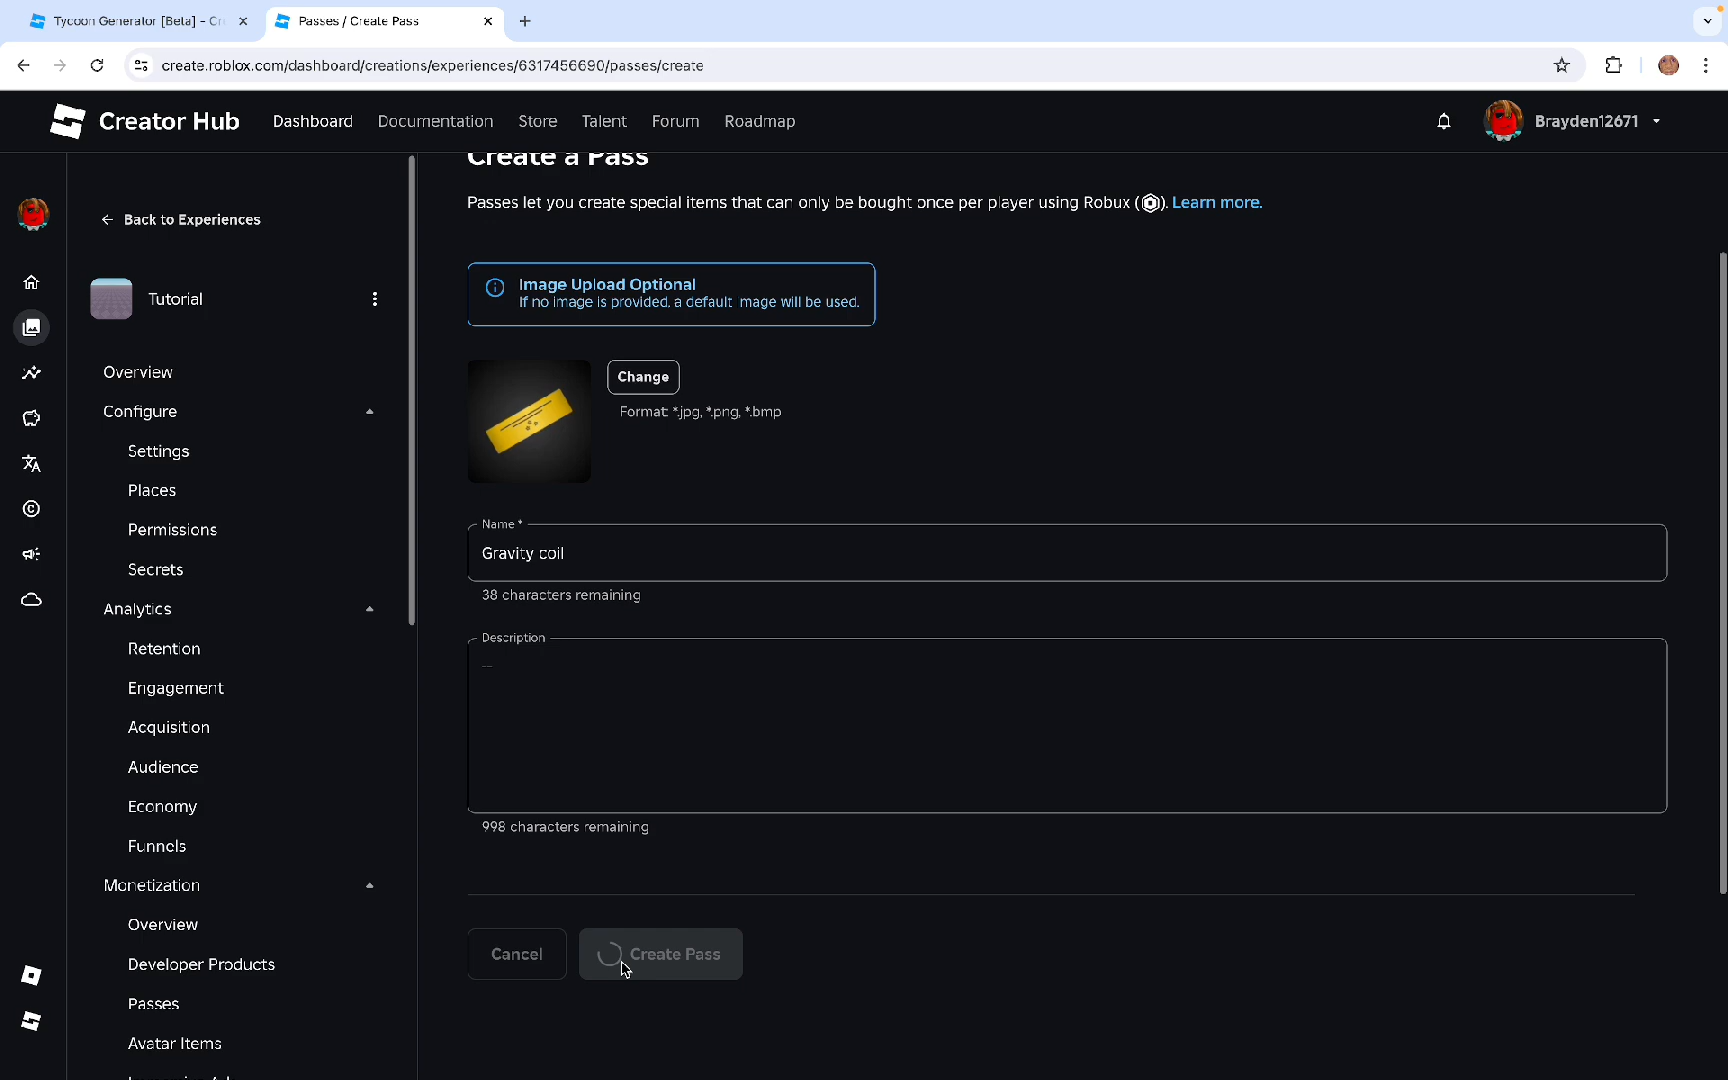 Tycoon Generator [Beta] – Cr
Passes / Create Pass
create.roblox.com/dashboard/creations/experiences/6317456690/passes/create
Creator Hub
Dashboard
Documentation
Store
Talent
Forum
Roadmap
Brayden12671
Back to Experiences
Tutorial
Overview
Configure
Settings
Places
Permissions
Secrets
Analytics
Retention
Engagement
Acquisition
Audience
Economy
Funnels
Monetization
Overview
Developer Products
Passes
Avatar Items
Create a Pass
Passes let you create special items that can only be bought once per player using Robux ( ). Learn more.
Image Upload Optional
If no image is provided, a default image will be used.
Change
Format: *.jpg, *.png, *.bmp
Name *
Gravity coil
38 characters remaining
Description
998 characters remaining
Cancel
Create Pass